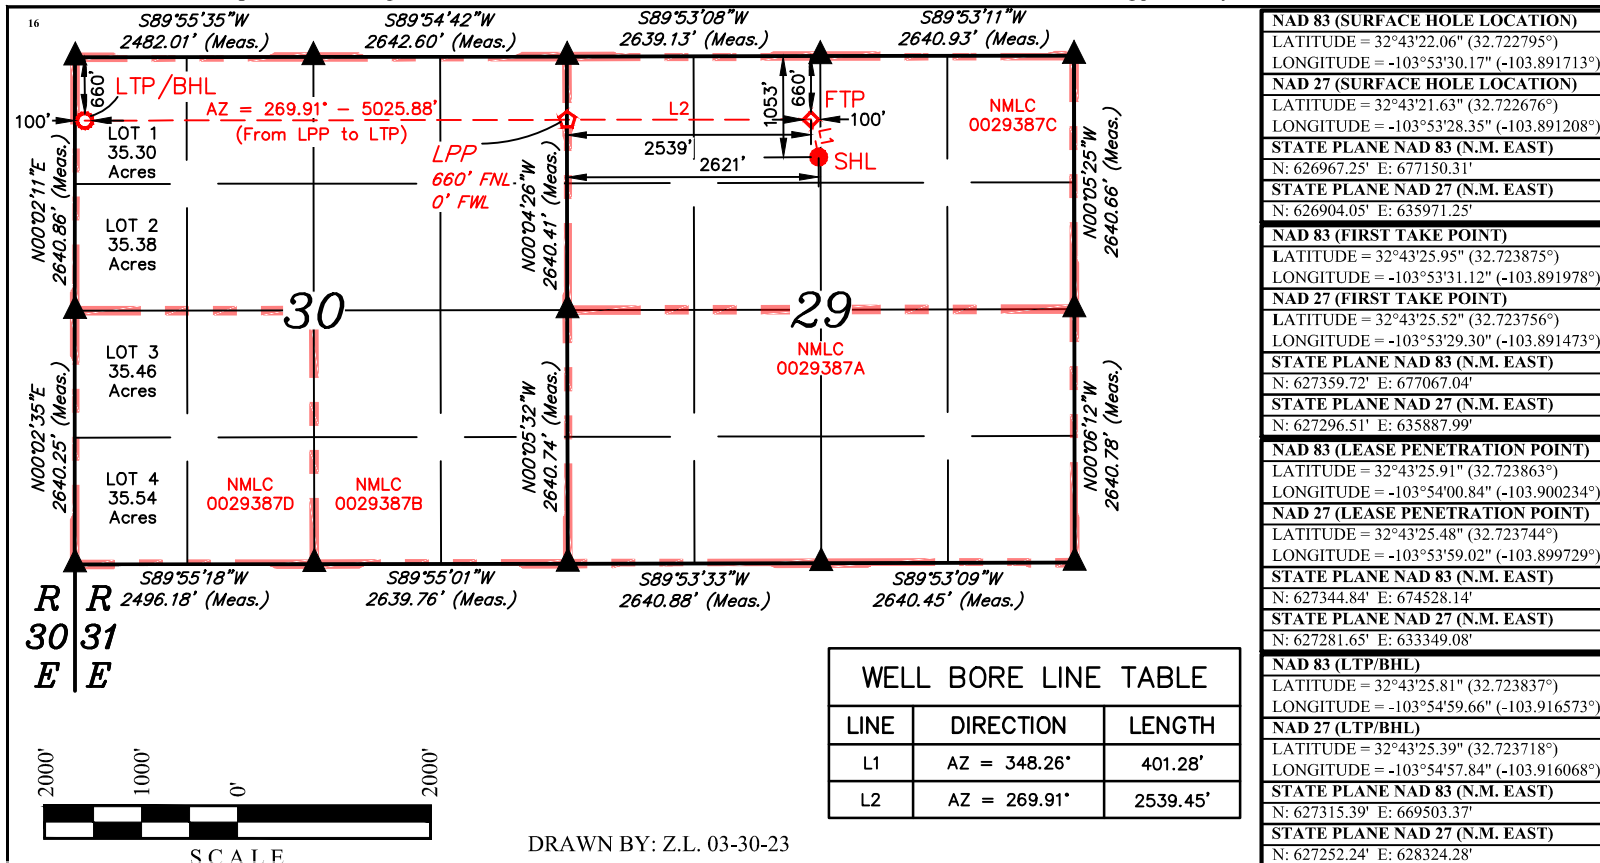 16
S89°55'35"W
2482.01' (Meas.)
S89°54'42"W
2642.60' (Meas.)
S89°53'08"W
2639.13' (Meas.)
S89°53'11"W
2640.93' (Meas.)
660'
LTP/BHL
100'
AZ = 269.91° - 5025.88'
(From LPP to LTP)
LOT 1
35.30
Acres
LPP
660' FNL
0' FWL
L2
1053'
660'
FTP
100'
L1
2539'
2621'
SHL
NMLC
0029387C
N00°02'11"E
2640.86' (Meas.)
N00°04'26"W
2640.41' (Meas.)
N00°05'25"W
2640.66' (Meas.)
LOT 2
35.38
Acres
30
29
NMLC
0029387A
LOT 3
35.46
Acres
N00°02'35"E
2640.25' (Meas.)
N00°05'32"W
2640.74' (Meas.)
N00°06'12"W
2640.78' (Meas.)
LOT 4
35.54
Acres
NMLC
0029387D
NMLC
0029387B
S89°55'18"W
2496.18' (Meas.)
S89°55'01"W
2639.76' (Meas.)
S89°53'33"W
2640.88' (Meas.)
S89°53'09"W
2640.45' (Meas.)
R R
30 31
E E
WELL BORE LINE TABLE
LINE DIRECTION LENGTH
L1 AZ = 348.26° 401.28'
L2 AZ = 269.91° 2539.45'
2000' 1000' 0' 2000'
SCALE
DRAWN BY: Z.L. 03-30-23
NAD 83 (SURFACE HOLE LOCATION)
LATITUDE = 32°43'22.06" (32.722795°)
LONGITUDE = -103°53'30.17" (-103.891713°)
NAD 27 (SURFACE HOLE LOCATION)
LATITUDE = 32°43'21.63" (32.722676°)
LONGITUDE = -103°53'28.35" (-103.891208°)
STATE PLANE NAD 83 (N.M. EAST)
N: 626967.25' E: 677150.31'
STATE PLANE NAD 27 (N.M. EAST)
N: 626904.05' E: 635971.25'
NAD 83 (FIRST TAKE POINT)
LATITUDE = 32°43'25.95" (32.723875°)
LONGITUDE = -103°53'31.12" (-103.891978°)
NAD 27 (FIRST TAKE POINT)
LATITUDE = 32°43'25.52" (32.723756°)
LONGITUDE = -103°53'29.30" (-103.891473°)
STATE PLANE NAD 83 (N.M. EAST)
N: 627359.72' E: 677067.04'
STATE PLANE NAD 27 (N.M. EAST)
N: 627296.51' E: 635887.99'
NAD 83 (LEASE PENETRATION POINT)
LATITUDE = 32°43'25.91" (32.723863°)
LONGITUDE = -103°54'00.84" (-103.900234°)
NAD 27 (LEASE PENETRATION POINT)
LATITUDE = 32°43'25.48" (32.723744°)
LONGITUDE = -103°53'59.02" (-103.899729°)
STATE PLANE NAD 83 (N.M. EAST)
N: 627344.84' E: 674528.14'
STATE PLANE NAD 27 (N.M. EAST)
N: 627281.65' E: 633349.08'
NAD 83 (LTP/BHL)
LATITUDE = 32°43'25.81" (32.723837°)
LONGITUDE = -103°54'59.66" (-103.916573°)
NAD 27 (LTP/BHL)
LATITUDE = 32°43'25.39" (32.723718°)
LONGITUDE = -103°54'57.84" (-103.916068°)
STATE PLANE NAD 83 (N.M. EAST)
N: 627315.39' E: 669503.37'
STATE PLANE NAD 27 (N.M. EAST)
N: 627252.24' E: 628324.28'